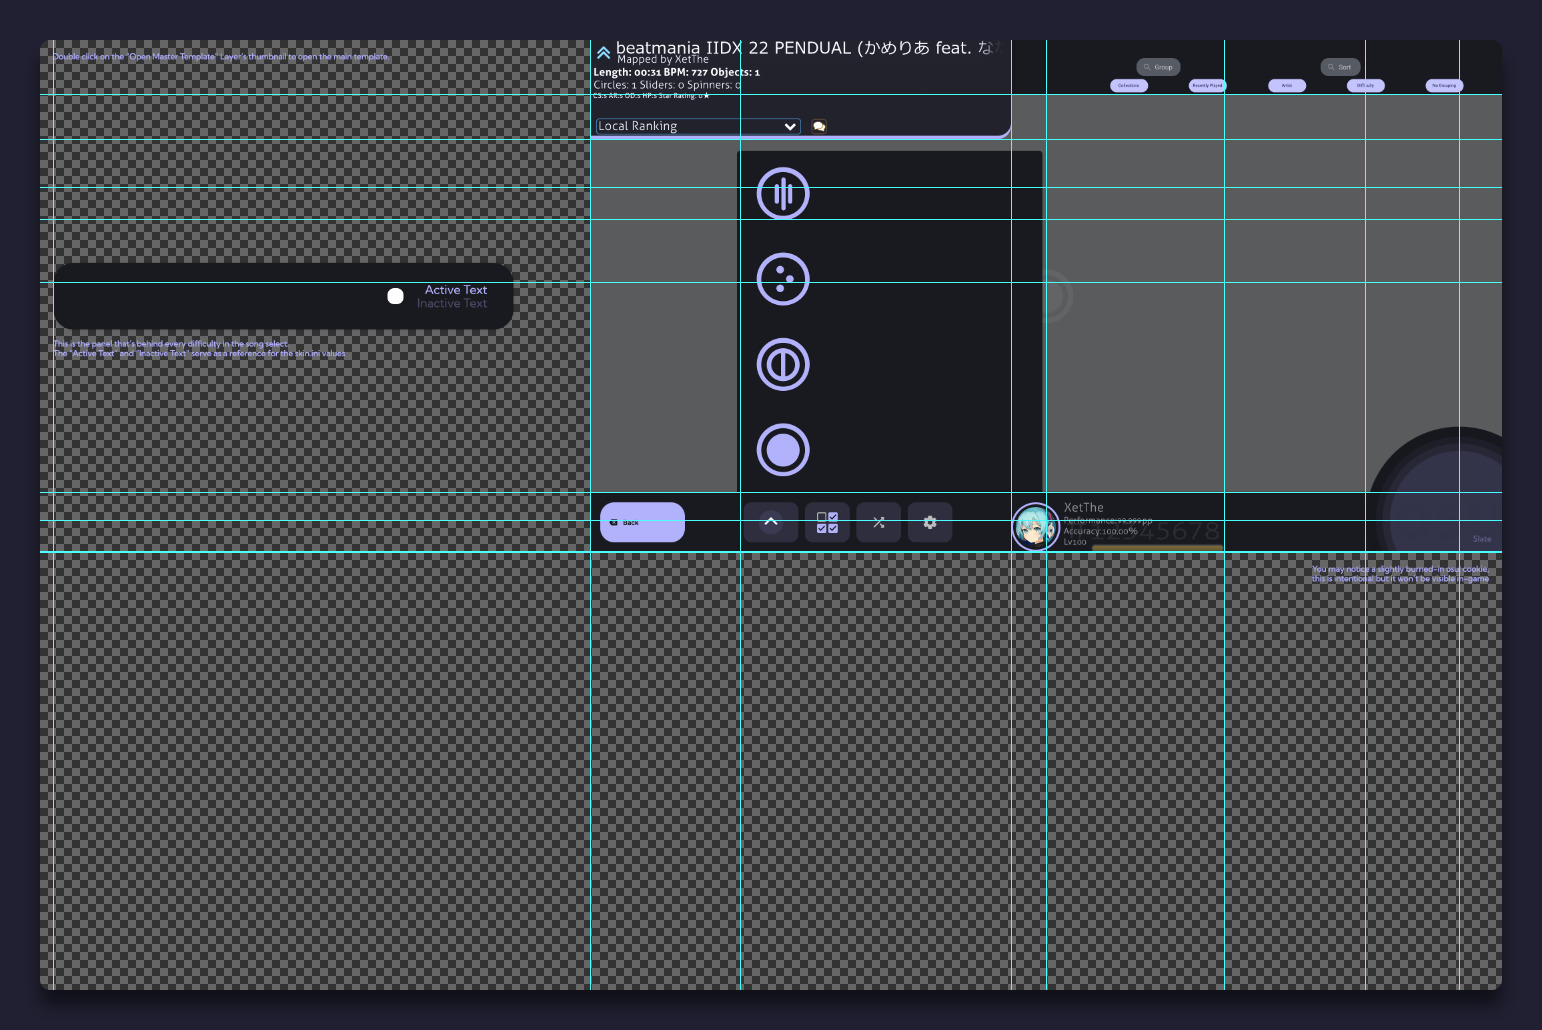 Double click on the "Open Master Template" Layer's thumbnail to open the main template.
beatmania IIDX 22 PENDUAL (かめりあ feat. な
Mapped by XetThe
Length: 00:31 BPM: 727 Objects: 1
Circles: 1 Sliders: 0 Spinners: 0
CS:5 AR:5 OD:5 HP:5 Star Rating: 0★
Local Ranking
Group
Sort
Collections
Recently Played
Artist
Difficulty
No Grouping
Active Text
Inactive Text
This is the panel that's behind every difficulty in the song select.
The "Active Text" and "Inactive Text" serve as a reference for the skin.ini values
Back
XetThe
Performance:99,999pp
Accuracy:100.00%
Lv100
12345678
Slate
You may notice a slightly burned-in osu! cookie,
this is intentional but it won't be visible in-game